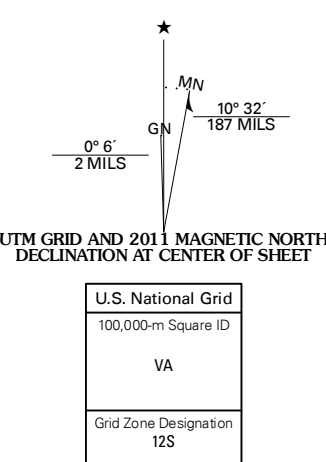 ★
MN
GN
10° 32´
187 MILS
0° 6´
2 MILS
UTM GRID AND 2011 MAGNETIC NORTH
DECLINATION AT CENTER OF SHEET
U.S. National Grid
100,000-m Square ID
VA
Grid Zone Designation
12S